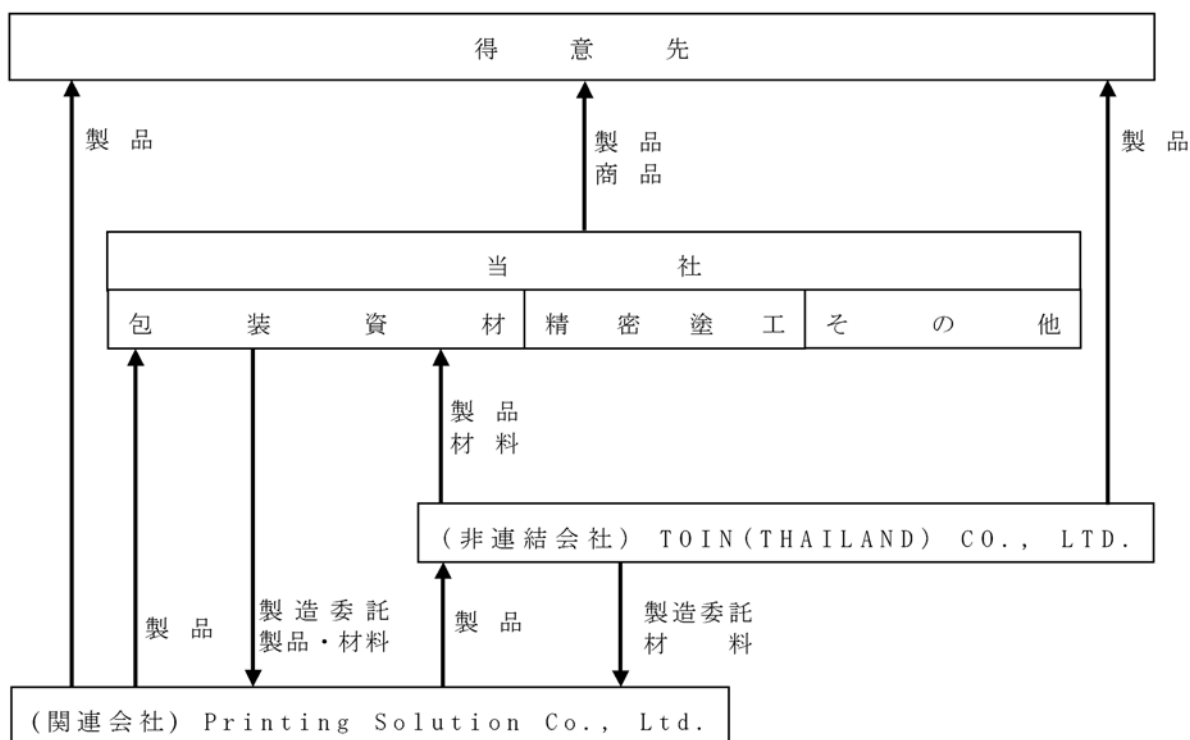 得意先
製品
製品
商品
製品
当社
包装資材
精密塗工
その他
製品
材料
(非連結会社) TOIN(THAILAND) CO., LTD.
製品
製造委託
製品・材料
製品
製造委託
材料
(関連会社) Printing Solution Co., Ltd.